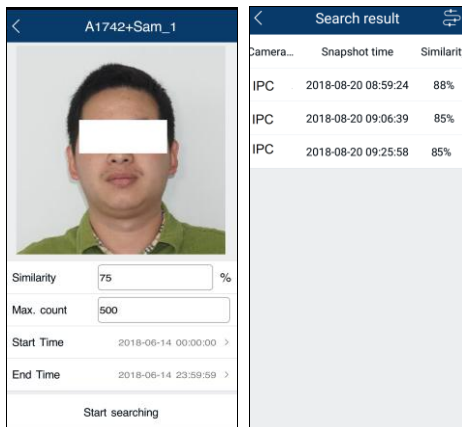 A1742+Sam_1
Similarity 75 %
Max. count 500
Start Time 2018-06-14 00:00:00 >
End Time 2018-06-14 23:59:59 >
Start searching
Search result
Camera... Snapshot time Similarit
IPC 2018-08-20 08:59:24 88%
IPC 2018-08-20 09:06:39 85%
IPC 2018-08-20 09:25:58 85%